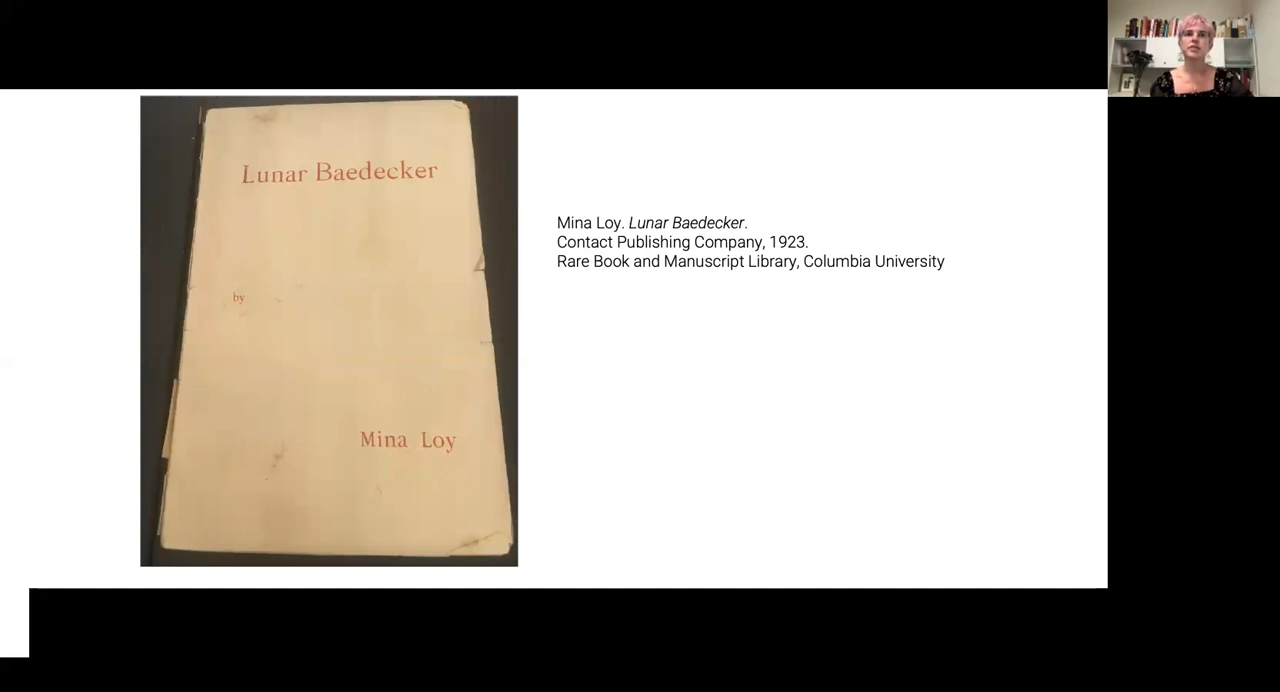 Lunar Baedecker
by
Mina Loy
Mina Loy. Lunar Baedecker.
Contact Publishing Company, 1923.
Rare Book and Manuscript Library, Columbia University